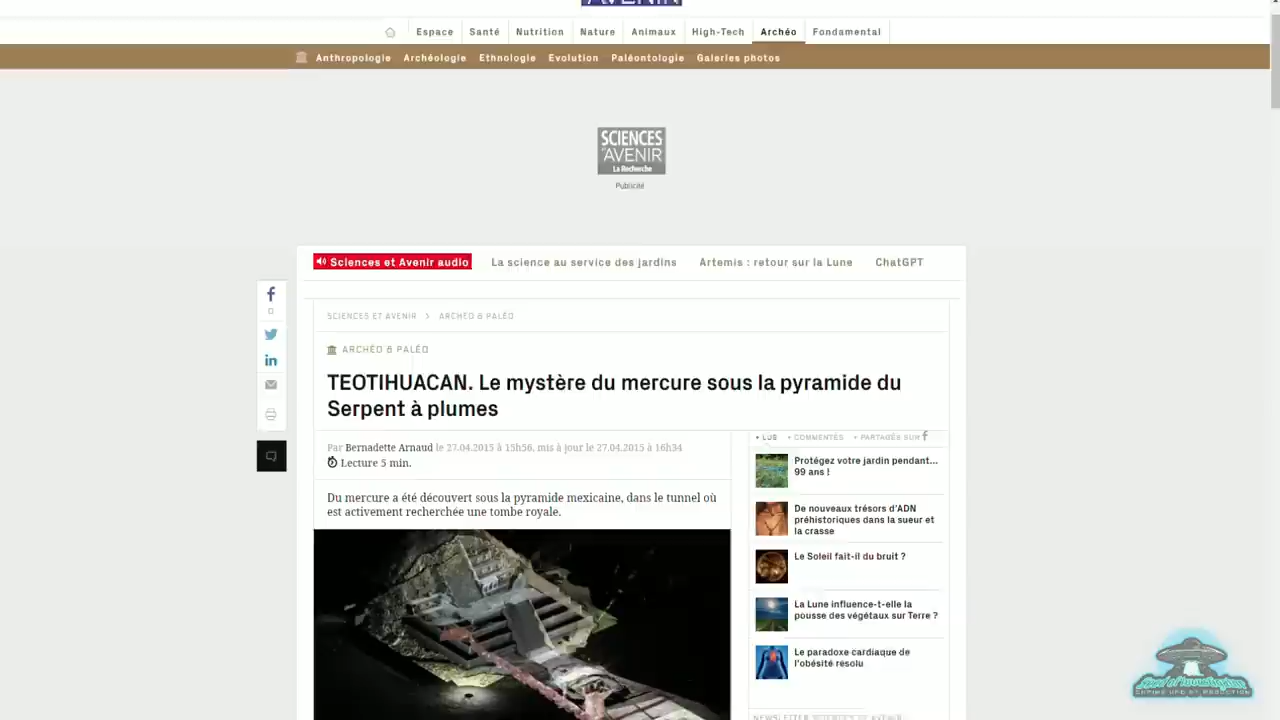 AVENIR
Espace Santé Nutrition Nature Animaux High-Tech Archéo Fondamental
Anthropologie Archéologie Ethnologie Evolution Paléontologie Galeries photos
SCIENCES
ET AVENIR
La Recherche
Publicité
Sciences et Avenir audio La science au service des jardins Artemis : retour sur la Lune ChatGPT
SCIENCES ET AVENIR > ARCHÉO & PALÉO
ARCHÉO & PALÉO
TEOTIHUACAN. Le mystère du mercure sous la pyramide du
Serpent à plumes
Par Bernadette Arnaud le 27.04.2015 à 15h56, mis à jour le 27.04.2015 à 16h34
Lecture 5 min.
Du mercure a été découvert sous la pyramide mexicaine, dans le tunnel où
est activement recherchée une tombe royale.
0
+ LUS + COMMENTÉS + PARTAGÉS SUR
Protégez votre jardin pendant...
99 ans !
De nouveaux trésors d'ADN
préhistoriques dans la sueur et
la crasse
Le Soleil fait-il du bruit ?
La Lune influence-t-elle la
pousse des végétaux sur Terre ?
Le paradoxe cardiaque de
l'obésité résolu
NEWSLETTER